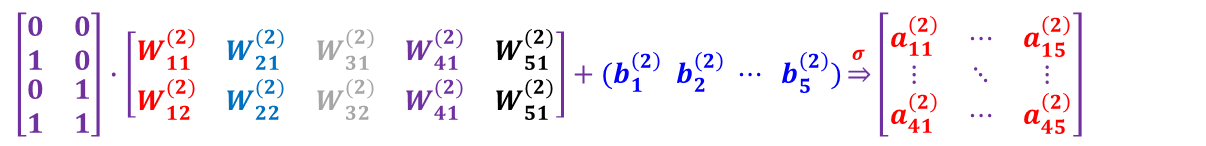 [0 0; 1 0; 0 1; 1 1] · [W₁₁⁽²⁾ W₂₁⁽²⁾ W₃₁⁽²⁾ W₄₁⁽²⁾ W₅₁⁽²⁾; W₁₂⁽²⁾ W₂₂⁽²⁾ W₃₂⁽²⁾ W₄₁⁽²⁾ W₅₁⁽²⁾] + (b₁⁽²⁾ b₂⁽²⁾ ⋯ b₅⁽²⁾) σ⇒ [a₁₁⁽²⁾ ⋯ a₁₅⁽²⁾; ⋮ ⋱ ⋮; a₄₁⁽²⁾ ⋯ a₄₅⁽²⁾]